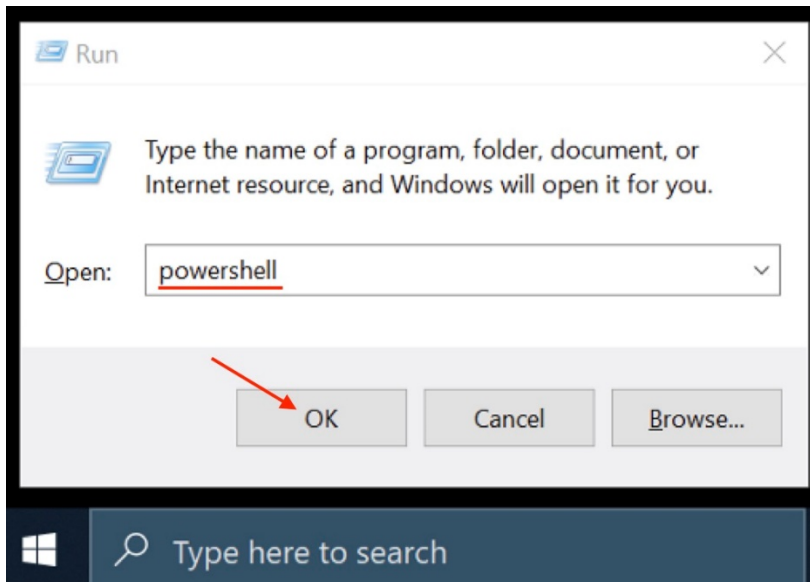 Run
Type the name of a program, folder, document, or
Internet resource, and Windows will open it for you.
Open: powershell
OK Cancel Browse...
Type here to search